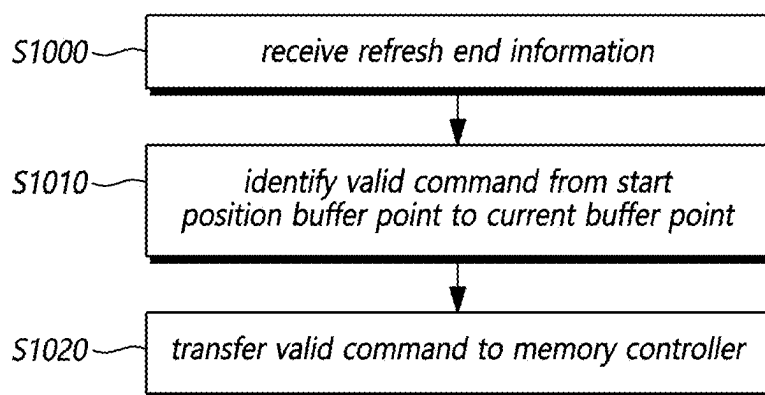 S1000
receive refresh end information
S1010
identify valid command from start
position buffer point to current buffer point
S1020
transfer valid command to memory controller